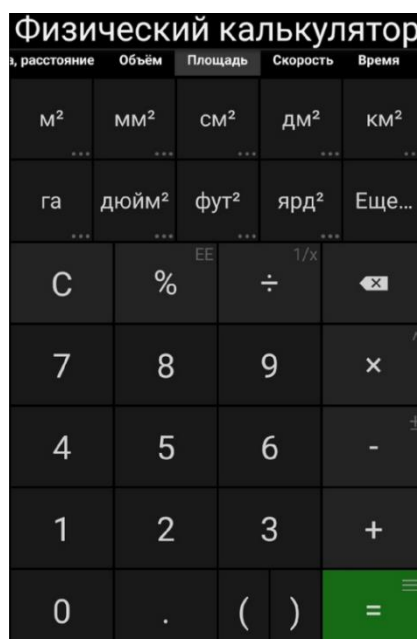 Физический калькулятор
а, расстояние Объём Площадь Скорость Время
м² мм² см² дм² км²
га дюйм² фут² ярд² Еще...
C % EE ÷ 1/x
7 8 9 ×
4 5 6 - ±
1 2 3 +
0 . ( ) =